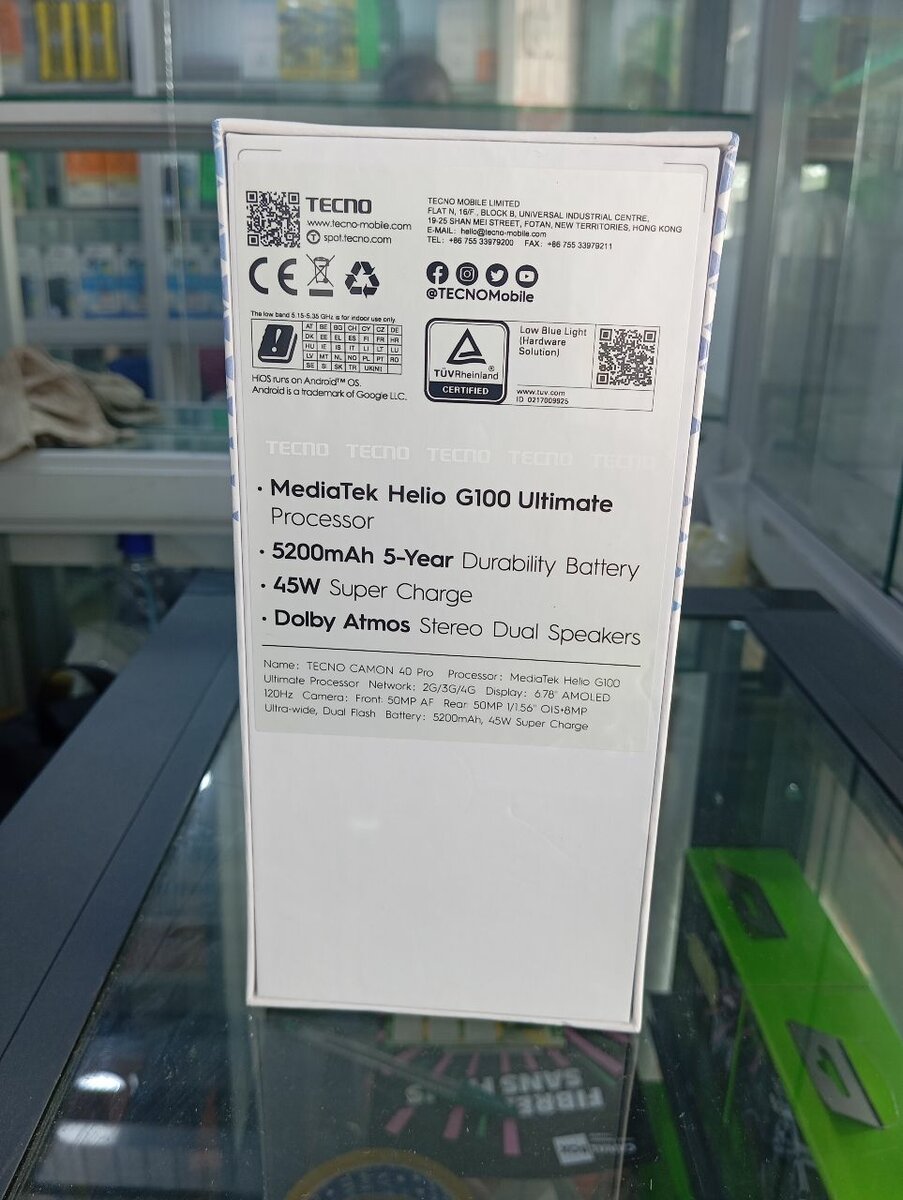 TECNO
www.tecno-mobile.com
spot.tecno.com
TECNO MOBILE LIMITED
FLAT N, 16/F., BLOCK B, UNIVERSAL INDUSTRIAL CENTRE,
19-25 SHAN MEI STREET, FOTAN, NEW TERRITORIES, HONG KONG
E-MAIL: hello@tecno-mobile.com
TEL: +86 755 33979200 FAX: +86 755 33979211
CE
@TECNOMobile
The low band 5.15-5.35 GHz is for indoor use only
AT BE BG CH CY CZ DE
DK EE EL ES FI FR HR
HU IE IS IT LI LT LU
LV MT NL NO PL PT RO
SE SI SK TR UK(NI)
HiOS runs on Android™ OS.
Android is a trademark of Google LLC.
TÜVRheinland®
CERTIFIED
Low Blue Light
(Hardware
Solution)
www.tuv.com
ID 0217009925
TECNO TECNO TECNO TECNO TECNO
• MediaTek Helio G100 Ultimate
Processor
• 5200mAh 5-Year Durability Battery
• 45W Super Charge
• Dolby Atmos Stereo Dual Speakers
Name: TECNO CAMON 40 Pro Processor: MediaTek Helio G100
Ultimate Processor Network: 2G/3G/4G Display: 6.78" AMOLED
120Hz Camera: Front: 50MP AF Rear: 50MP 1/1.56" OIS+8MP
Ultra-wide, Dual Flash Battery: 5200mAh, 45W Super Charge
FIBRE
SANS